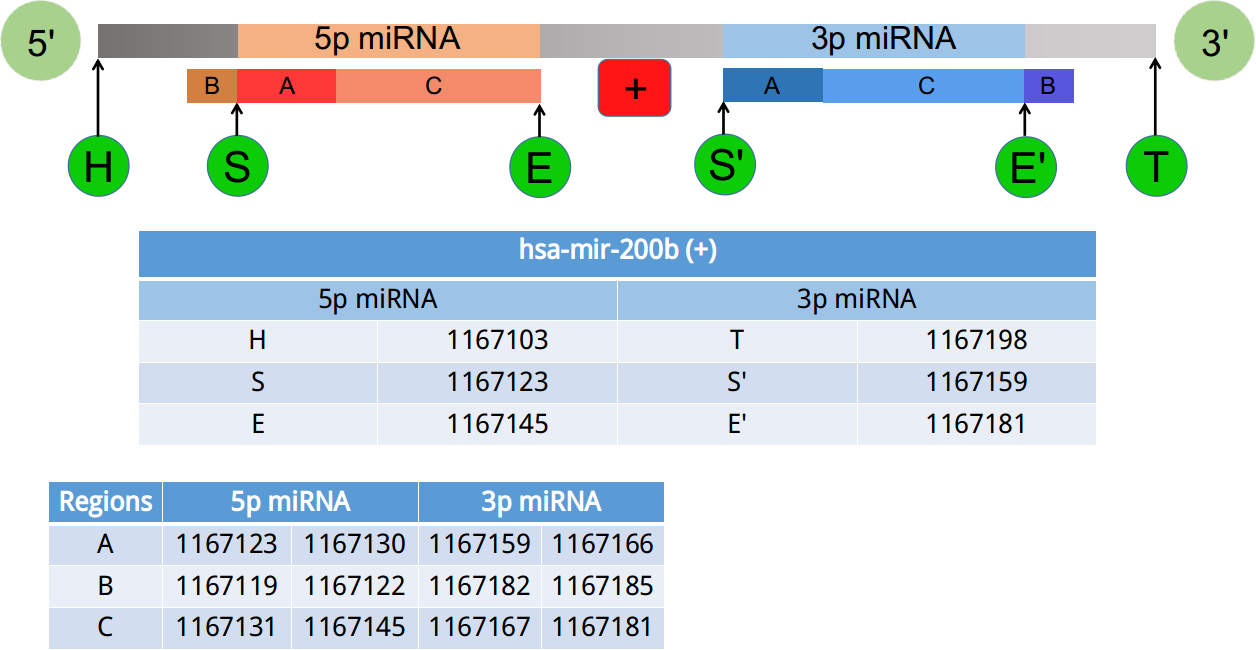 5' 5p miRNA 3p miRNA 3'
B A C + A C B
H S E S' E' T
hsa-mir-200b (+)
5p miRNA 3p miRNA
H 1167103 T 1167198
S 1167123 S' 1167159
E 1167145 E' 1167181
Regions 5p miRNA 3p miRNA
A 1167123 1167130 1167159 1167166
B 1167119 1167122 1167182 1167185
C 1167131 1167145 1167167 1167181